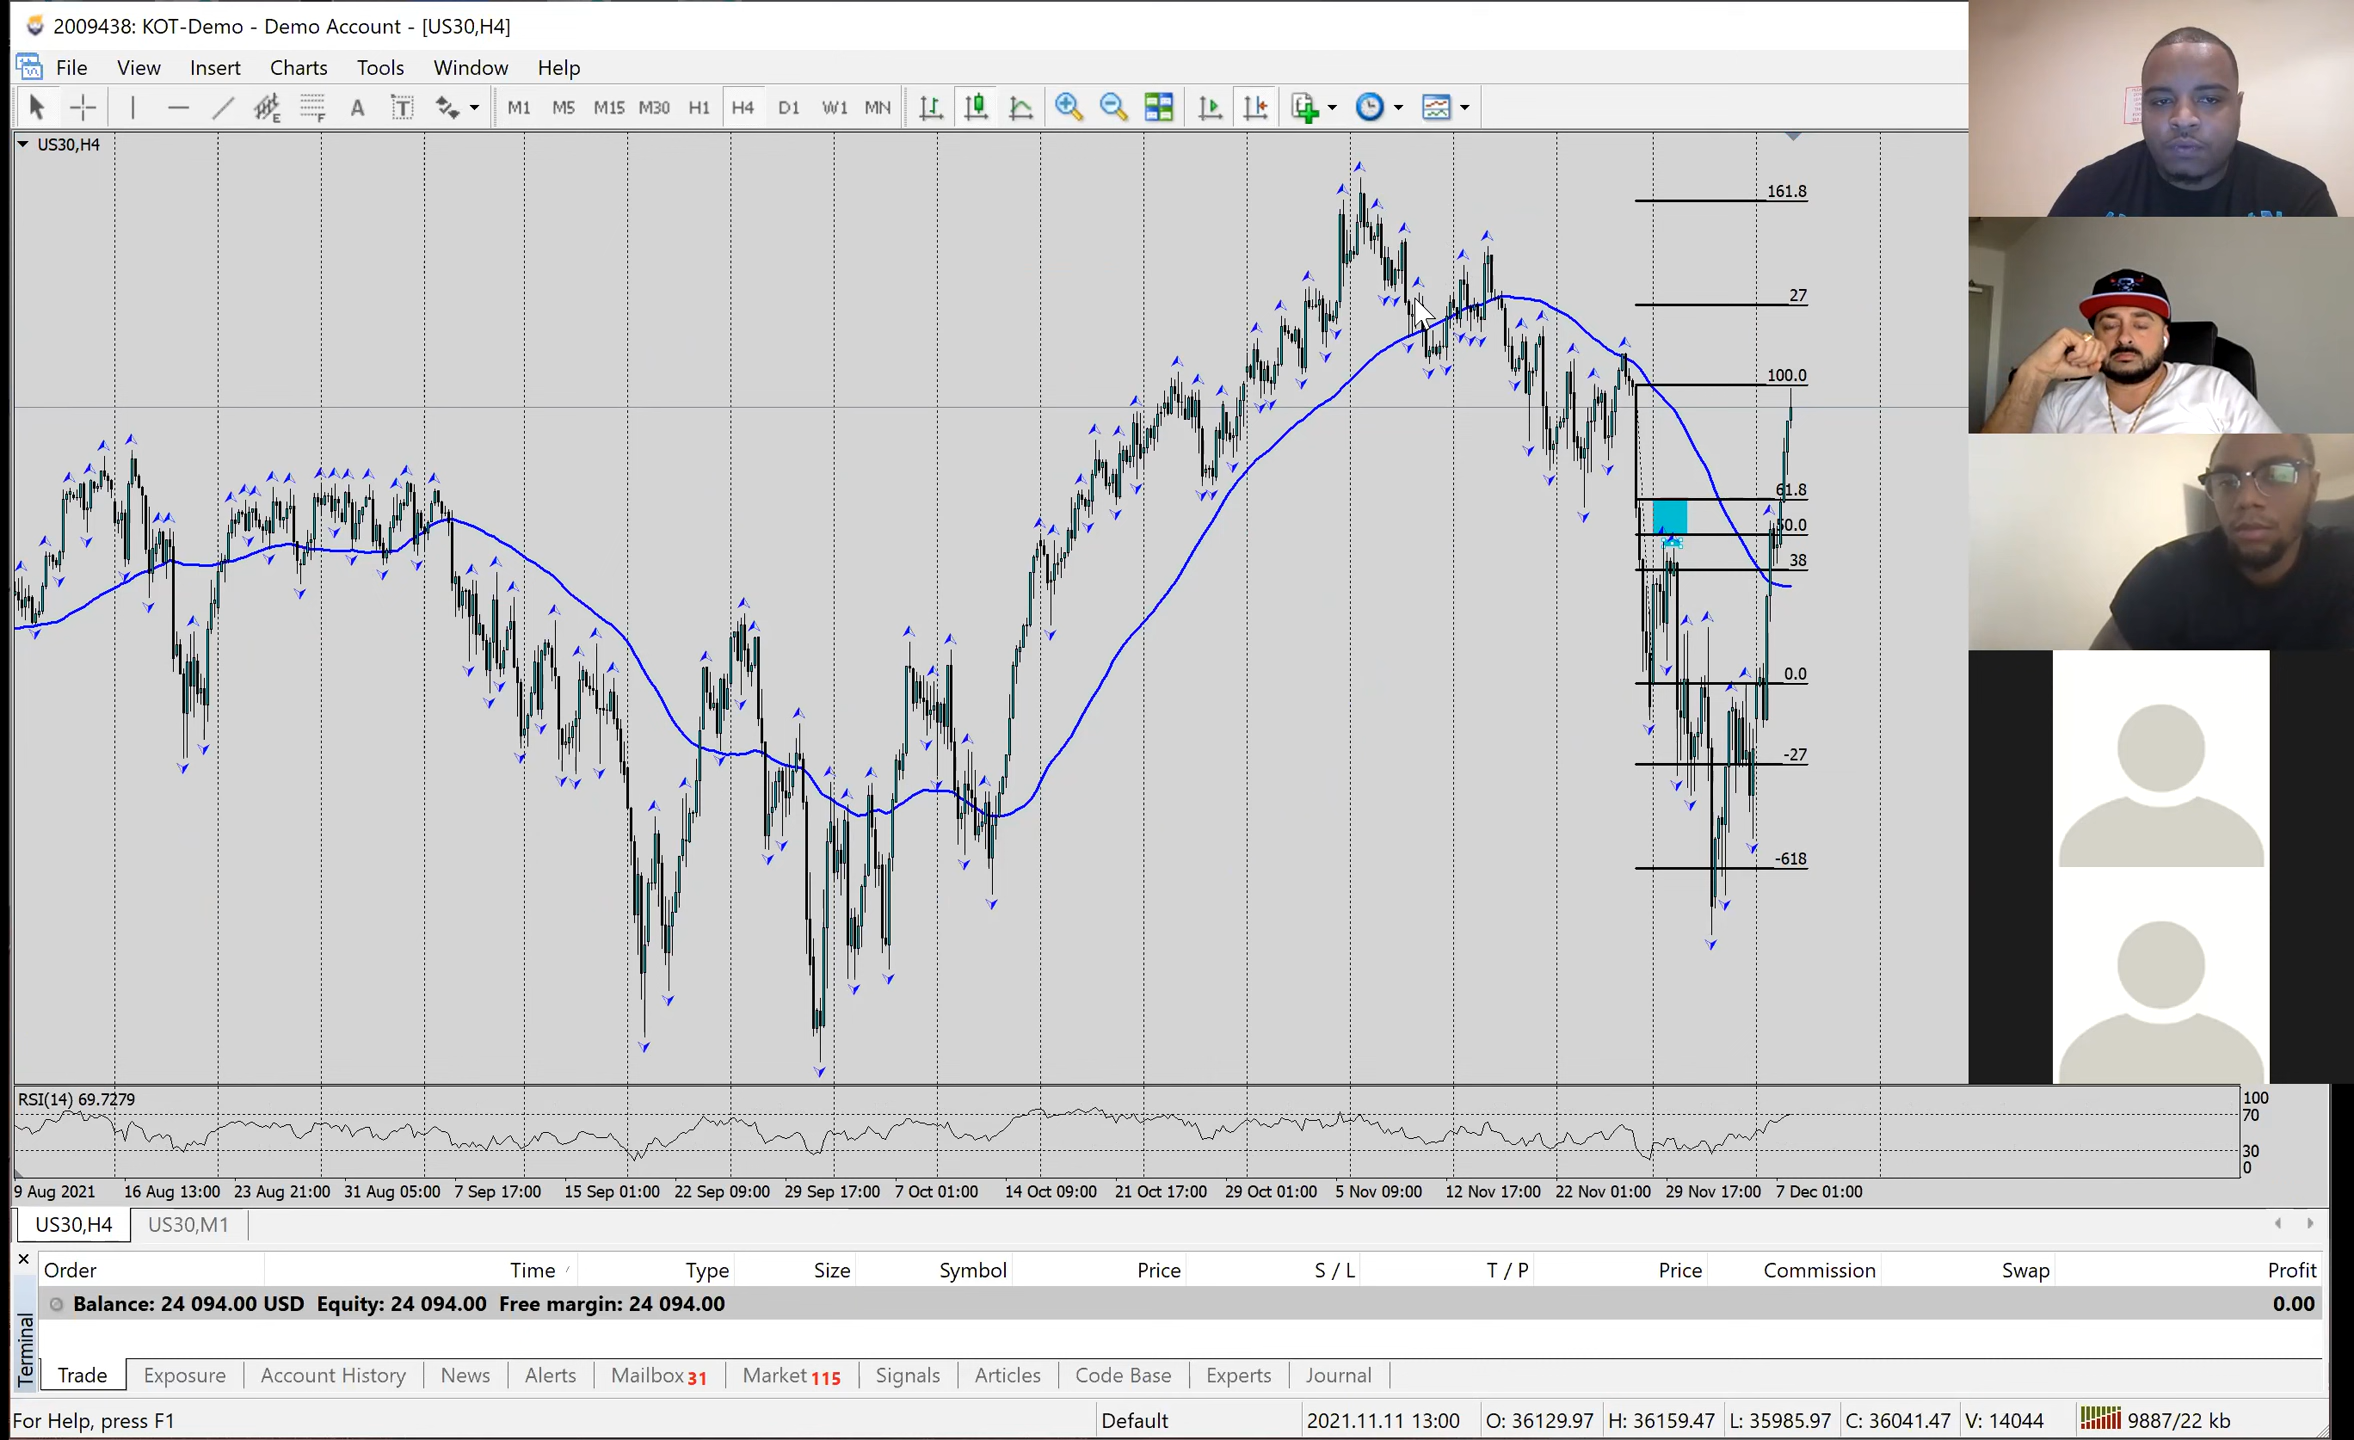 2009438: KOT-Demo - Demo Account - [US30,H4]
File View Insert Charts Tools Window Help
A T M1 M5 M15 M30 H1 H4 D1 W1 MN
US30,H4
161.8
27
100.0
61.8
50.0
38
0.0
-27
-618
RSI(14) 69.7279
100
70
30
0
9 Aug 2021 16 Aug 13:00 23 Aug 21:00 31 Aug 05:00 7 Sep 17:00 15 Sep 01:00 22 Sep 09:00 29 Sep 17:00 7 Oct 01:00 14 Oct 09:00 21 Oct 17:00 29 Oct 01:00 5 Nov 09:00 12 Nov 17:00 22 Nov 01:00 29 Nov 17:00 7 Dec 01:00
US30,H4 US30,M1
Order Time Type Size Symbol Price S / L T / P Price Commission Swap Profit
Balance: 24 094.00 USD Equity: 24 094.00 Free margin: 24 094.00 0.00
Terminal
Trade Exposure Account History News Alerts Mailbox 31 Market 115 Signals Articles Code Base Experts Journal
For Help, press F1 Default 2021.11.11 13:00 O: 36129.97 H: 36159.47 L: 35985.97 C: 36041.47 V: 14044 9887/22 kb